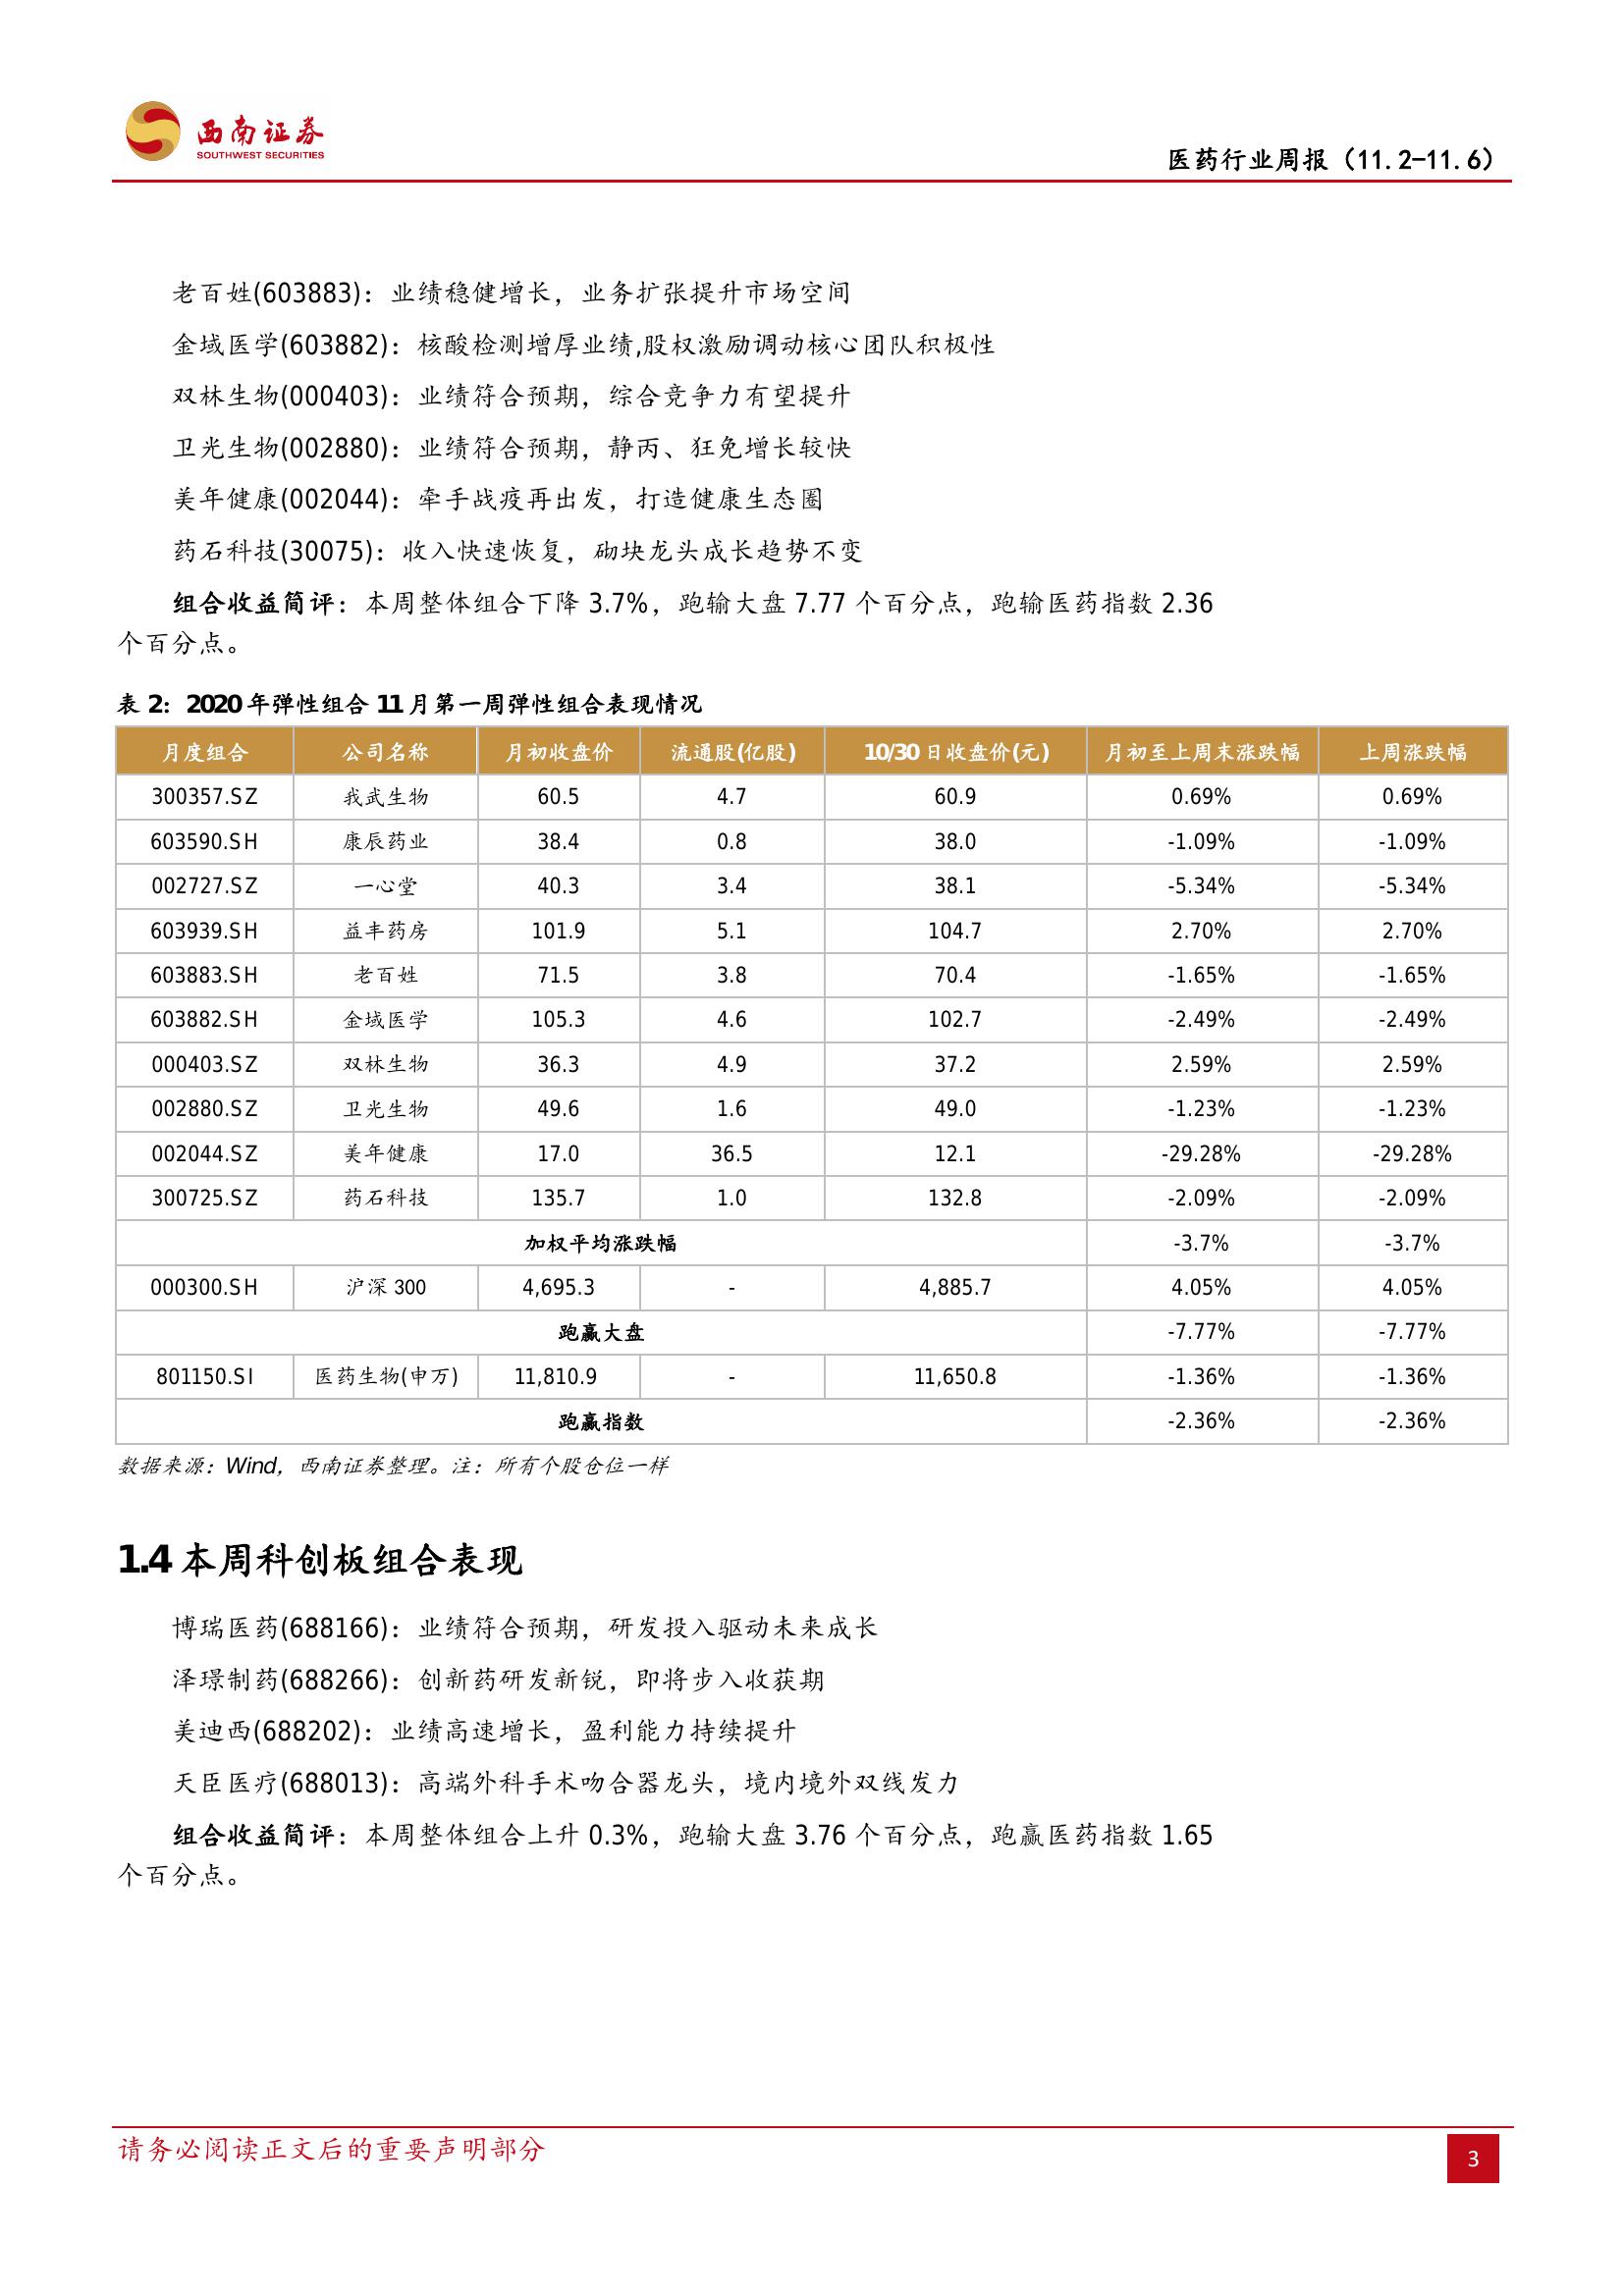 西南证券
SOUTHWEST SECURITIES
医药行业周报（11.2-11.6）
老百姓(603883)：业绩稳健增长，业务扩张提升市场空间
金域医学(603882)：核酸检测增厚业绩,股权激励调动核心团队积极性
双林生物(000403)：业绩符合预期，综合竞争力有望提升
卫光生物(002880)：业绩符合预期，静丙、狂免增长较快
美年健康(002044)：牵手战疫再出发，打造健康生态圈
药石科技(30075)：收入快速恢复，砌块龙头成长趋势不变
组合收益简评：本周整体组合下降 3.7%，跑输大盘 7.77 个百分点，跑输医药指数 2.36
个百分点。
表 2：2020 年弹性组合 11 月第一周弹性组合表现情况
月度组合 公司名称 月初收盘价 流通股(亿股) 10/30 日收盘价(元) 月初至上周末涨跌幅 上周涨跌幅
300357.SZ 我武生物 60.5 4.7 60.9 0.69% 0.69%
603590.SH 康辰药业 38.4 0.8 38.0 -1.09% -1.09%
002727.SZ 一心堂 40.3 3.4 38.1 -5.34% -5.34%
603939.SH 益丰药房 101.9 5.1 104.7 2.70% 2.70%
603883.SH 老百姓 71.5 3.8 70.4 -1.65% -1.65%
603882.SH 金域医学 105.3 4.6 102.7 -2.49% -2.49%
000403.SZ 双林生物 36.3 4.9 37.2 2.59% 2.59%
002880.SZ 卫光生物 49.6 1.6 49.0 -1.23% -1.23%
002044.SZ 美年健康 17.0 36.5 12.1 -29.28% -29.28%
300725.SZ 药石科技 135.7 1.0 132.8 -2.09% -2.09%
加权平均涨跌幅 -3.7% -3.7%
000300.SH 沪深 300 4,695.3 - 4,885.7 4.05% 4.05%
跑赢大盘 -7.77% -7.77%
801150.SI 医药生物(申万) 11,810.9 - 11,650.8 -1.36% -1.36%
跑赢指数 -2.36% -2.36%
数据来源：Wind，西南证券整理。注：所有个股仓位一样
1.4 本周科创板组合表现
博瑞医药(688166)：业绩符合预期，研发投入驱动未来成长
泽璟制药(688266)：创新药研发新锐，即将步入收获期
美迪西(688202)：业绩高速增长，盈利能力持续提升
天臣医疗(688013)：高端外科手术吻合器龙头，境内境外双线发力
组合收益简评：本周整体组合上升 0.3%，跑输大盘 3.76 个百分点，跑赢医药指数 1.65
个百分点。
请务必阅读正文后的重要声明部分
3